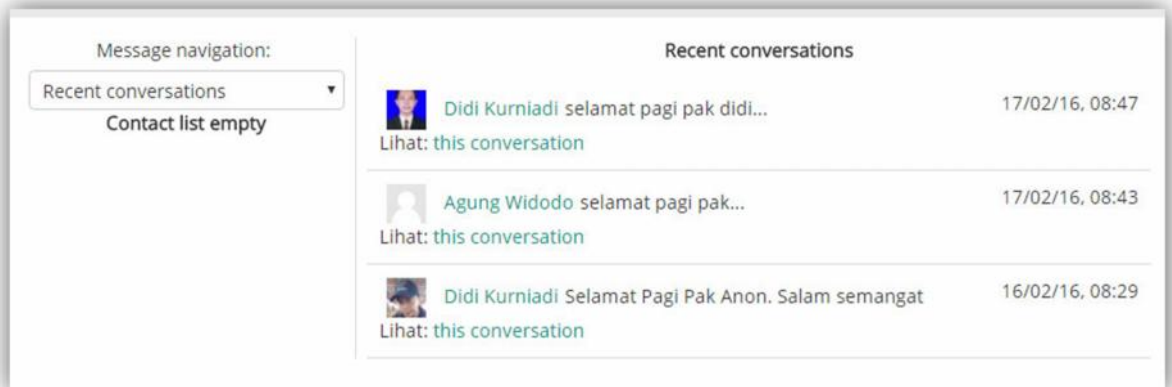 Message navigation:
Recent conversations
Contact list empty
Recent conversations
Didi Kurniadi selamat pagi pak didi... 17/02/16, 08:47
Lihat: this conversation
Agung Widodo selamat pagi pak... 17/02/16, 08:43
Lihat: this conversation
Didi Kurniadi Selamat Pagi Pak Anon. Salam semangat 16/02/16, 08:29
Lihat: this conversation